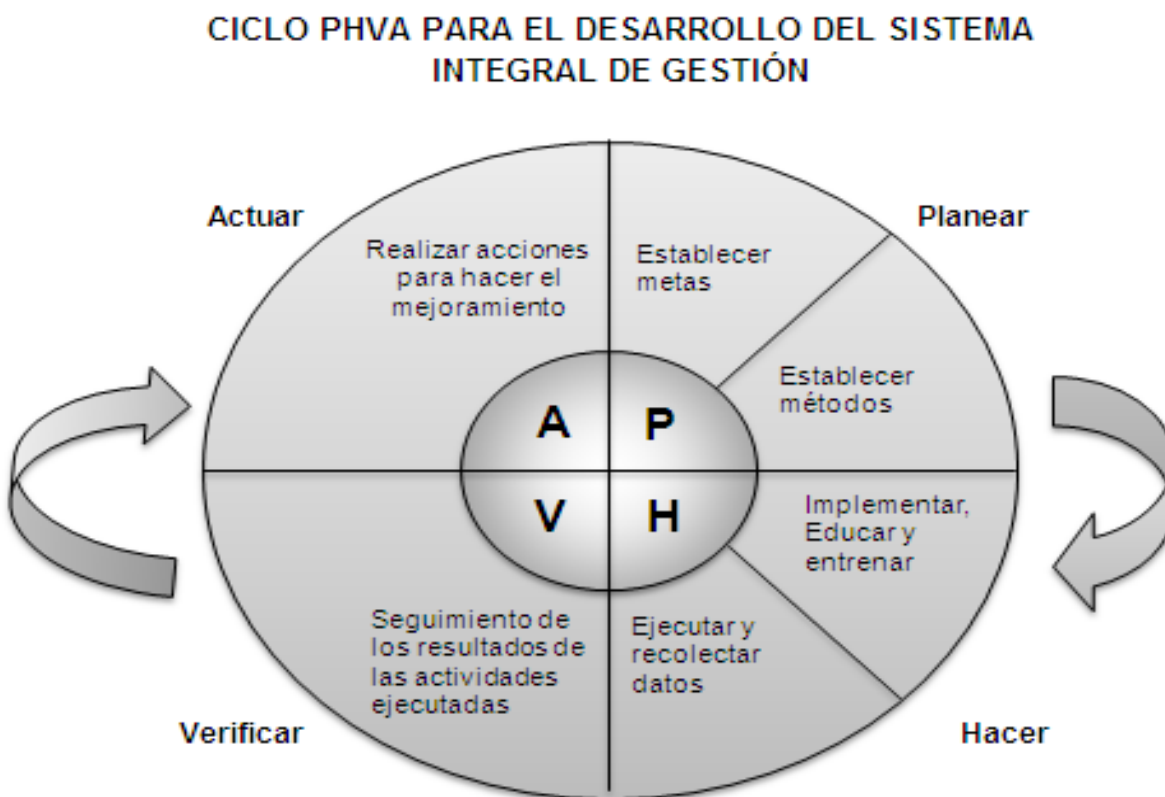 CICLO PHVA PARA EL DESARROLLO DEL SISTEMA
INTEGRAL DE GESTIÓN
Actuar
Planear
Realizar acciones
para hacer el
mejoramiento
Establecer
metas
Establecer
métodos
A
P
V
H
Implementar,
Educar y
entrenar
Seguimiento de
los resultados de
las actividades
ejecutadas
Ejecutar y
recolectar
datos
Verificar
Hacer